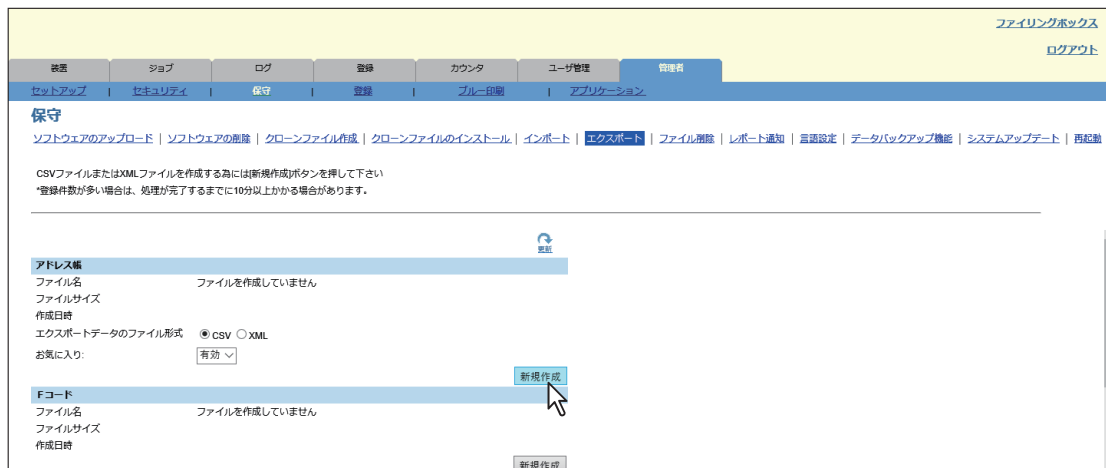 ファイリングボックス
ログアウト
装置 ジョブ ログ 登録 カウンタ ユーザ管理 管理者
セットアップ | セキュリティ | 保守 | 登録 | ブルー印刷 | アプリケーション
保守
ソフトウェアのアップロード | ソフトウェアの削除 | クローンファイル作成 | クローンファイルのインストール | インポート | エクスポート | ファイル削除 | レポート通知 | 言語設定 | データバックアップ機能 | システムアップデート | 再起動
CSVファイルまたはXMLファイルを作成する為には[新規作成]ボタンを押して下さい
*登録件数が多い場合は、処理が完了するまでに10分以上かかる場合があります。
更新
アドレス帳
ファイル名 ファイルを作成していません
ファイルサイズ
作成日時
エクスポートデータのファイル形式 CSV XML
お気に入り: 有効
新規作成
Fコード
ファイル名 ファイルを作成していません
ファイルサイズ
作成日時
新規作成